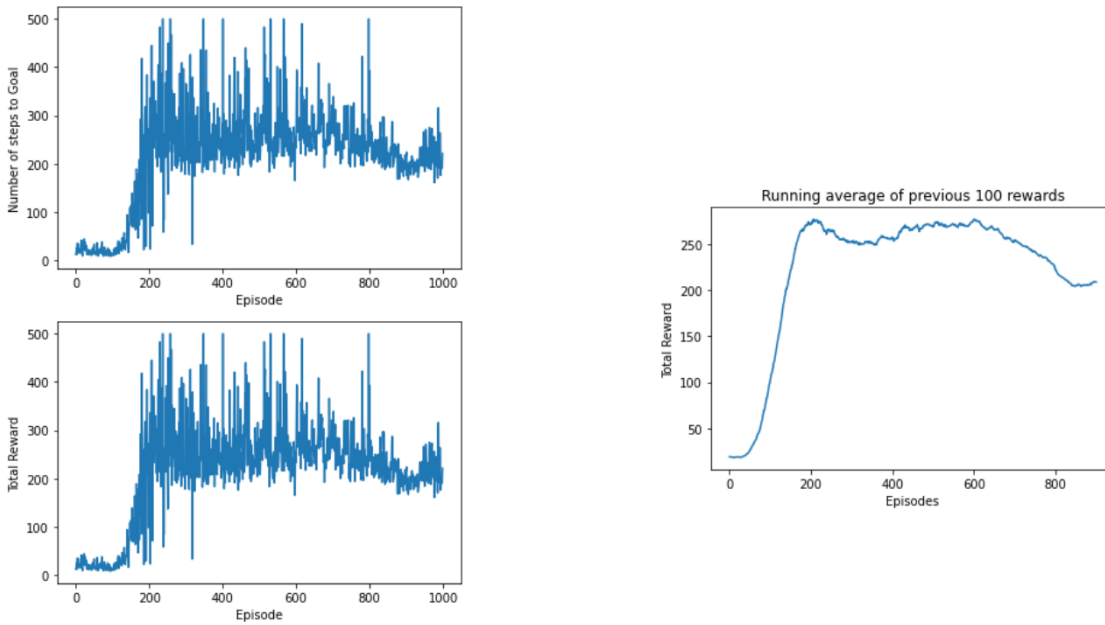 500
400
300
200
100
0
Number of steps to Goal
0 200 400 600 800 1000
Episode
500
400
300
200
100
0
Total Reward
0 200 400 600 800 1000
Episode
Running average of previous 100 rewards
250
200
150
100
50
Total Reward
0 200 400 600 800
Episodes